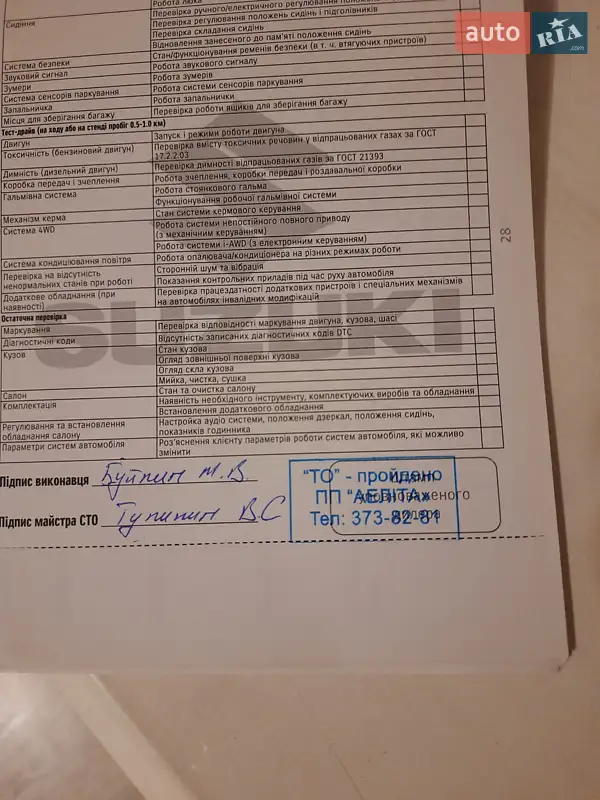 Робота люка
Сидіння
Перевірка ручного/електричного регулювання
Перевірка регулювання положень сидінь і підголівників
Перевірка складання сидінь
Відновлення занесеного до пам'яті положення сидінь
Система безпеки
Стан/функціонування ременів безпеки (в т. ч. втягуючих пристроїв)
Звуковий сигнал
Робота звукового сигналу
Зумери
Робота зумерів
Система сенсорів паркування
Робота системи сенсорів паркування
Запальничка
Робота запальнички
Місця для зберігання багажу
Перевірка роботи ящиків для зберігання багажу
Тест-драйв (на ходу або на стенді пробіг 0.5-1.0 км)
Двигун
Запуск і режими роботи двигуна
Токсичність (бензиновий двигун)
Перевірка вмісту токсичних речовин у відпрацьованих газах за ГОСТ
17.2.2.03
Димність (дизельний двигун)
Перевірка димності відпрацьованих газів за ГОСТ 21393
Коробка передач і зчеплення
Робота зчеплення, коробки передач і роздавальної коробки
Гальмівна система
Робота стоянкового гальма
Функціонування робочої гальмівної системи
Механізм керма
Стан системи кермового керування
Система 4WD
Робота системи непостійного повного приводу
(з механічним керуванням)
Робота системи i-AWD (з електронним керуванням)
Система кондиціювання повітря
Робота опалювача/кондиціонера на різних режимах роботи
Перевірка на відсутність
ненормальних станів при роботі
Сторонній шум та вібрація
Показання контрольних приладів під час руху автомобіля
Додаткове обладнання (при
наявності)
Перевірка працездатності додаткових пристроїв і спеціальних механізмів
на автомобілях інвалідних модифікацій
Остаточна перевірка
Маркування
Перевірка відповідності маркування двигуна, кузова, шасі
Діагностичні коди
Відсутність записаних діагностичних кодів DTC
Кузов
Стан кузова
Огляд зовнішньої поверхні кузова
Огляд скла кузова
Мийка, чистка, сушка
Салон
Стан та очистка салону
Комплектація
Наявність необхідного інструменту, комплектуючих виробів та обладнання
Встановлення додаткового обладнання
Регулювання та встановлення
обладнання салону
Настройка аудіо системи, положення дзеркал, положення сидінь,
показників годинника
Параметри систем автомобіля
Роз'яснення клієнту параметрів роботи систем автомобіля, які можливо
змінити
SUZUKI
28
Підпис виконавця Буйпин М.В.
Підпис майстра СТО Тупипин В.С
"ТО" - пройдено
ПП "АЕЛІТА"
Тел: 373-82-81
уповноваженого
дилера
auto RIA.com